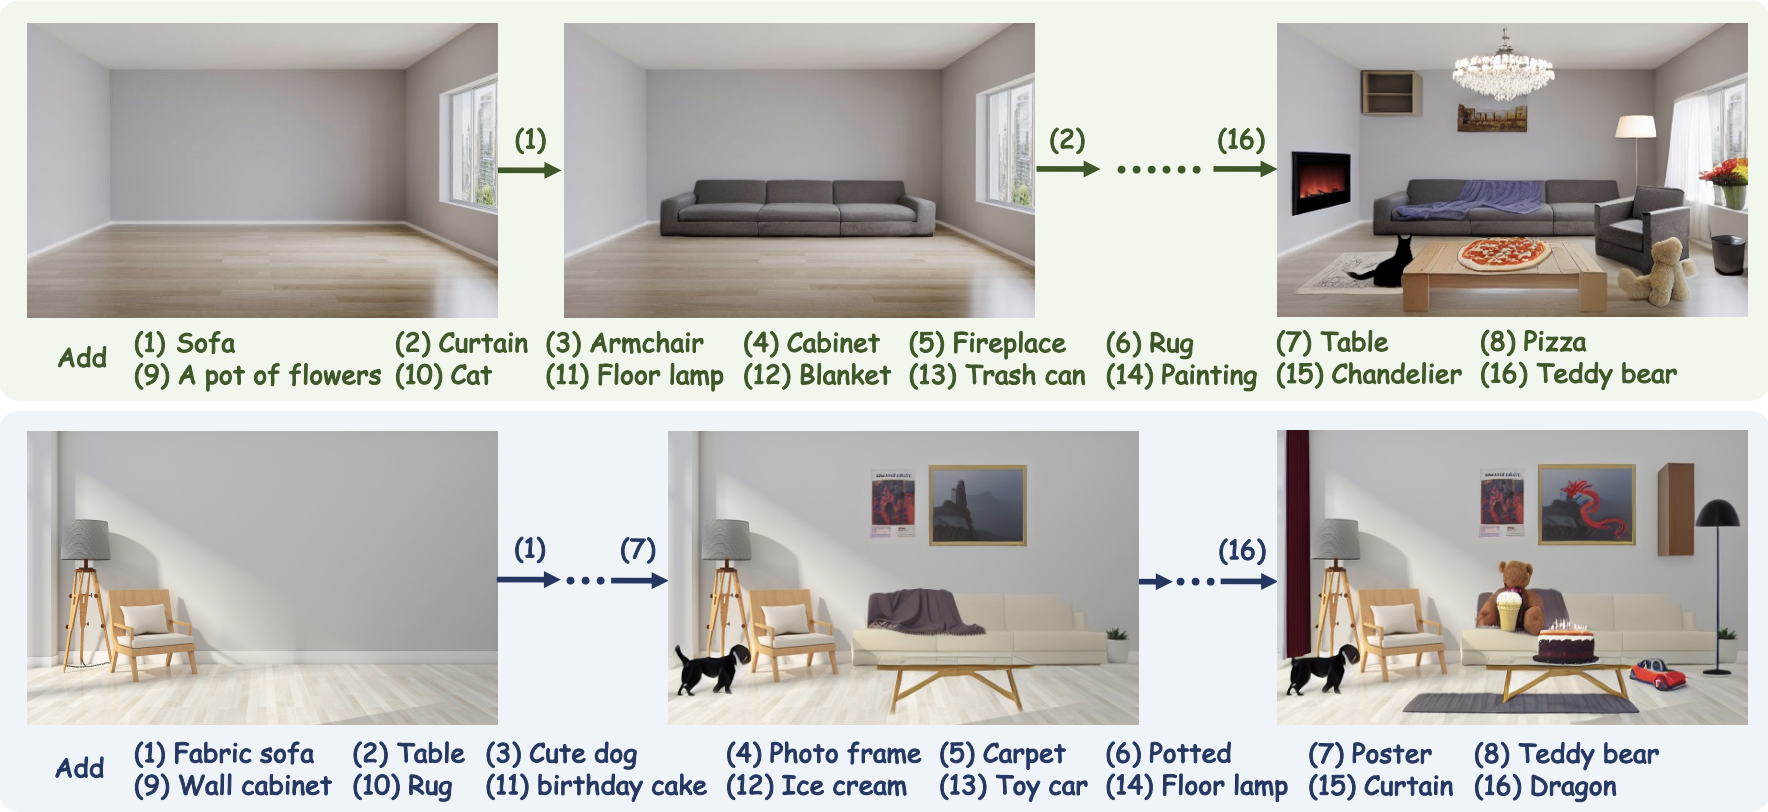 (1)
(2)
(16)
Add
(1) Sofa (2) Curtain (3) Armchair (4) Cabinet (5) Fireplace (6) Rug (7) Table (8) Pizza
(9) A pot of flowers (10) Cat (11) Floor lamp (12) Blanket (13) Trash can (14) Painting (15) Chandelier (16) Teddy bear
(1)
(7)
(16)
Add
(1) Fabric sofa (2) Table (3) Cute dog (4) Photo frame (5) Carpet (6) Potted (7) Poster (8) Teddy bear
(9) Wall cabinet (10) Rug (11) birthday cake (12) Ice cream (13) Toy car (14) Floor lamp (15) Curtain (16) Dragon